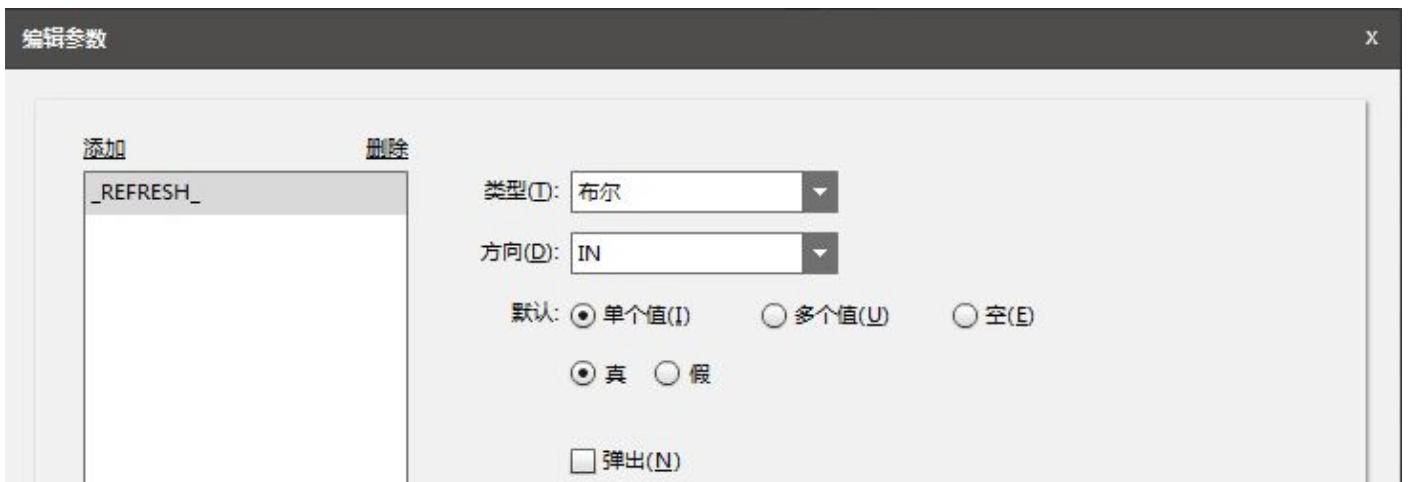 编辑参数 x
添加 删除
_REFRESH_
类型(T): 布尔
方向(D): IN
默认: 单个值(I) 多个值(U) 空(E)
真 假
弹出(N)